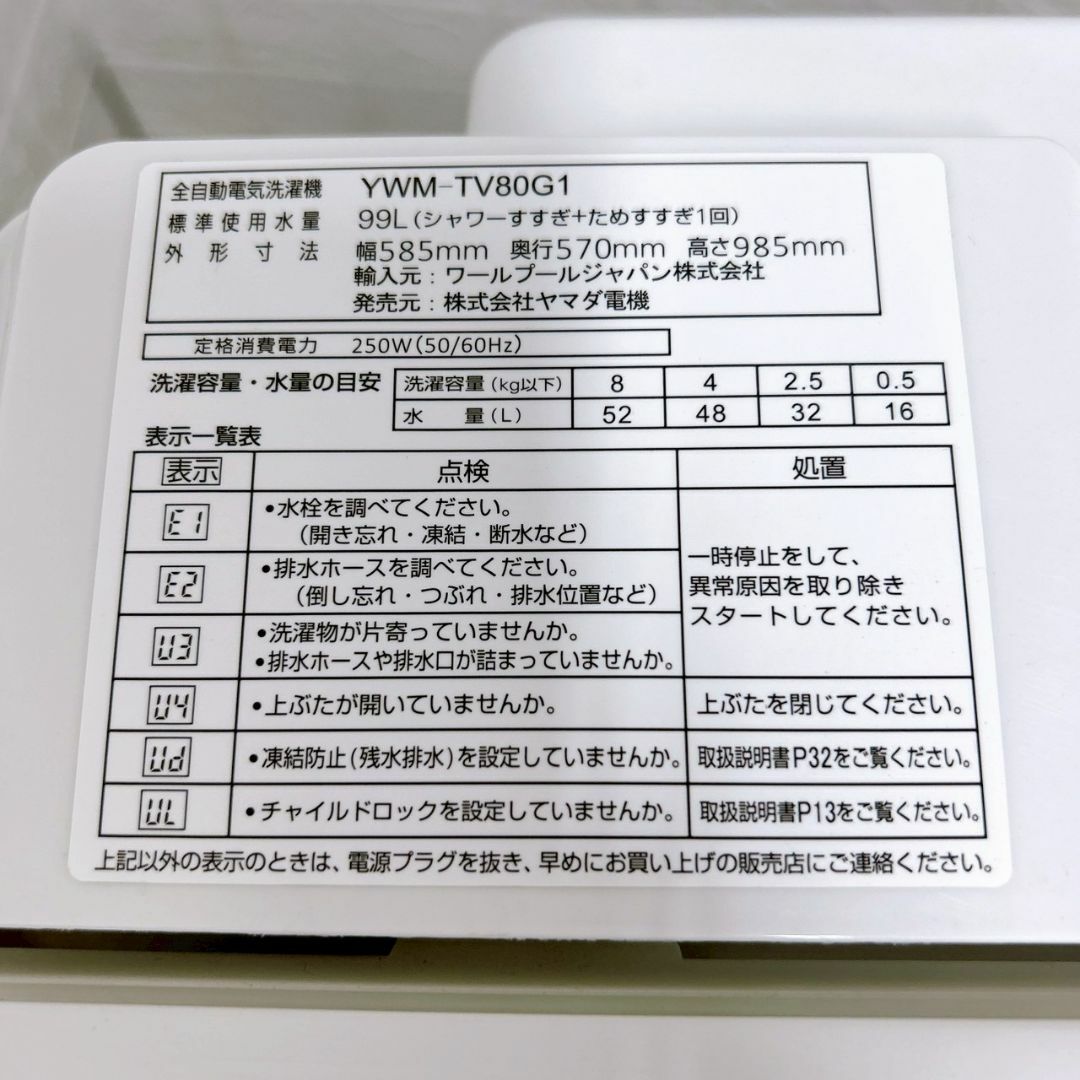 全自動電気洗濯機 YWM-TV80G1
標準使用水量 99L(シャワーすすぎ+ためすすぎ1回)
外形寸法 幅585mm 奥行570mm 高さ985mm
輸入元:ワールプールジャパン株式会社
発売元:株式会社ヤマダ電機
定格消費電力 250W(50/60Hz)
洗濯容量・水量の目安 洗濯容量(kg以下) 8 4 2.5 0.5
水量(L) 52 48 32 16
表示一覧表
表示 点検 処置
E1 •水栓を調べてください。
(開き忘れ・凍結・断水など)
E2 •排水ホースを調べてください。
(倒し忘れ・つぶれ・排水位置など)
U3 •洗濯物が片寄っていませんか。
•排水ホースや排水口が詰まっていませんか。
一時停止をして、
異常原因を取り除き
スタートしてください。
U4 •上ぶたが開いていませんか。 上ぶたを閉じてください。
Ud •凍結防止(残水排水)を設定していませんか。 取扱説明書P32をご覧ください。
UL •チャイルドロックを設定していませんか。 取扱説明書P13をご覧ください。
上記以外の表示のときは、電源プラグを抜き、早めにお買い上げの販売店にご連絡ください。